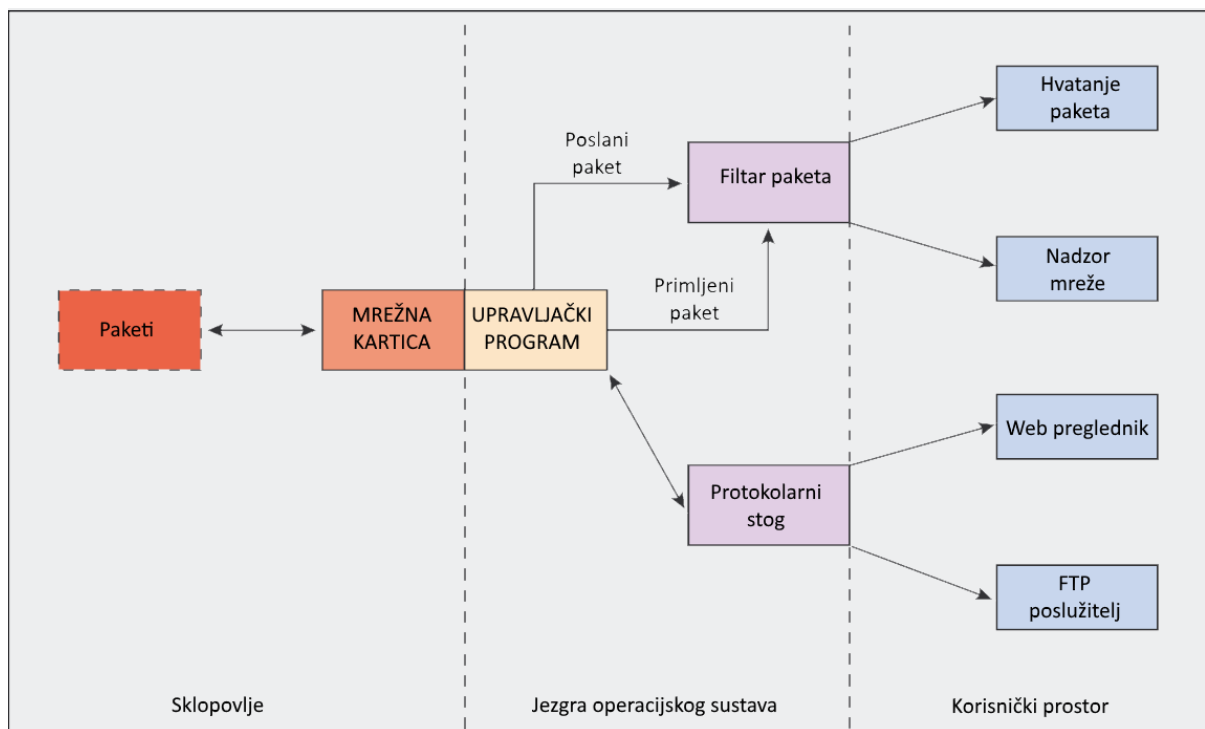 Hvatanje
paketa
Poslani
paket
Filtar paketa
Nadzor
mreže
Primljeni
paket
Paketi
MREŽNA
KARTICA
UPRAVLJAČKI
PROGRAM
Web preglednik
Protokolarni
stog
FTP
poslužitelj
Sklopovlje
Jezgra operacijskog sustava
Korisnički prostor